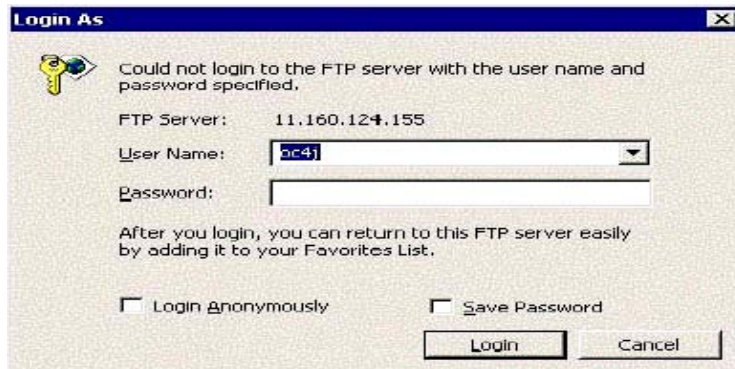 Login As
Could not login to the FTP server with the user name and
password specified.
FTP Server: 11.160.124.155
User Name: oc4j
Password:
After you login, you can return to this FTP server easily
by adding it to your Favorites List.
Login Anonymously Save Password
Login Cancel